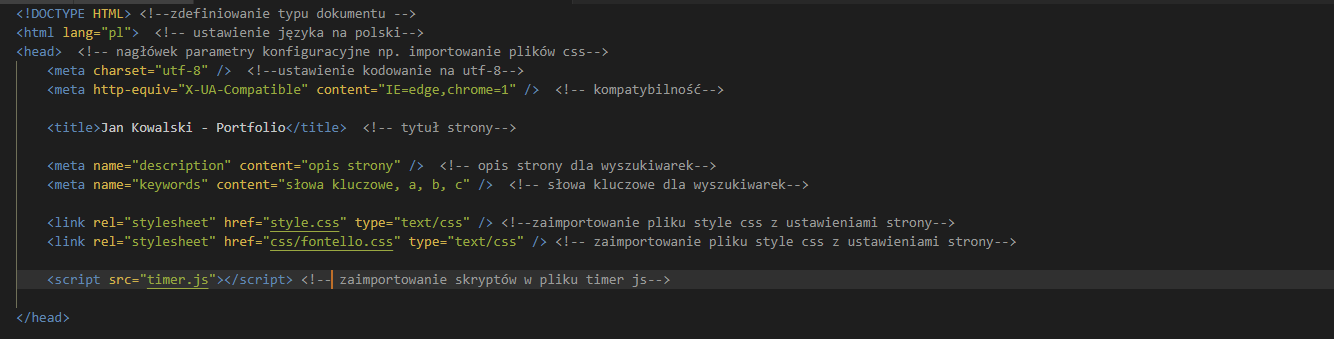 <!DOCTYPE HTML> <!--zdefiniowanie typu dokumentu -->
<html lang="pl">  <!-- ustawienie języka na polski-->
<head>  <!-- nagłówek parametry konfiguracyjne np. importowanie plików css-->
    <meta charset="utf-8" />  <!--ustawienie kodowanie na utf-8-->
    <meta http-equiv="X-UA-Compatible" content="IE=edge,chrome=1" />  <!-- kompatybilność-->
    <title>Jan Kowalski - Portfolio</title>  <!-- tytuł strony-->
    <meta name="description" content="opis strony" />  <!-- opis strony dla wyszukiwarek-->
    <meta name="keywords" content="słowa kluczowe, a, b, c" />  <!-- słowa kluczowe dla wyszukiwarek-->
    <link rel="stylesheet" href="style.css" type="text/css" /> <!--zaimportowanie pliku style css z ustawieniami strony-->
    <link rel="stylesheet" href="css/fontello.css" type="text/css" /> <!-- zaimportowanie pliku style css z ustawieniami strony-->
    <script src="timer.js"></script> <!-- zaimportowanie skryptów w pliku timer js-->
</head>